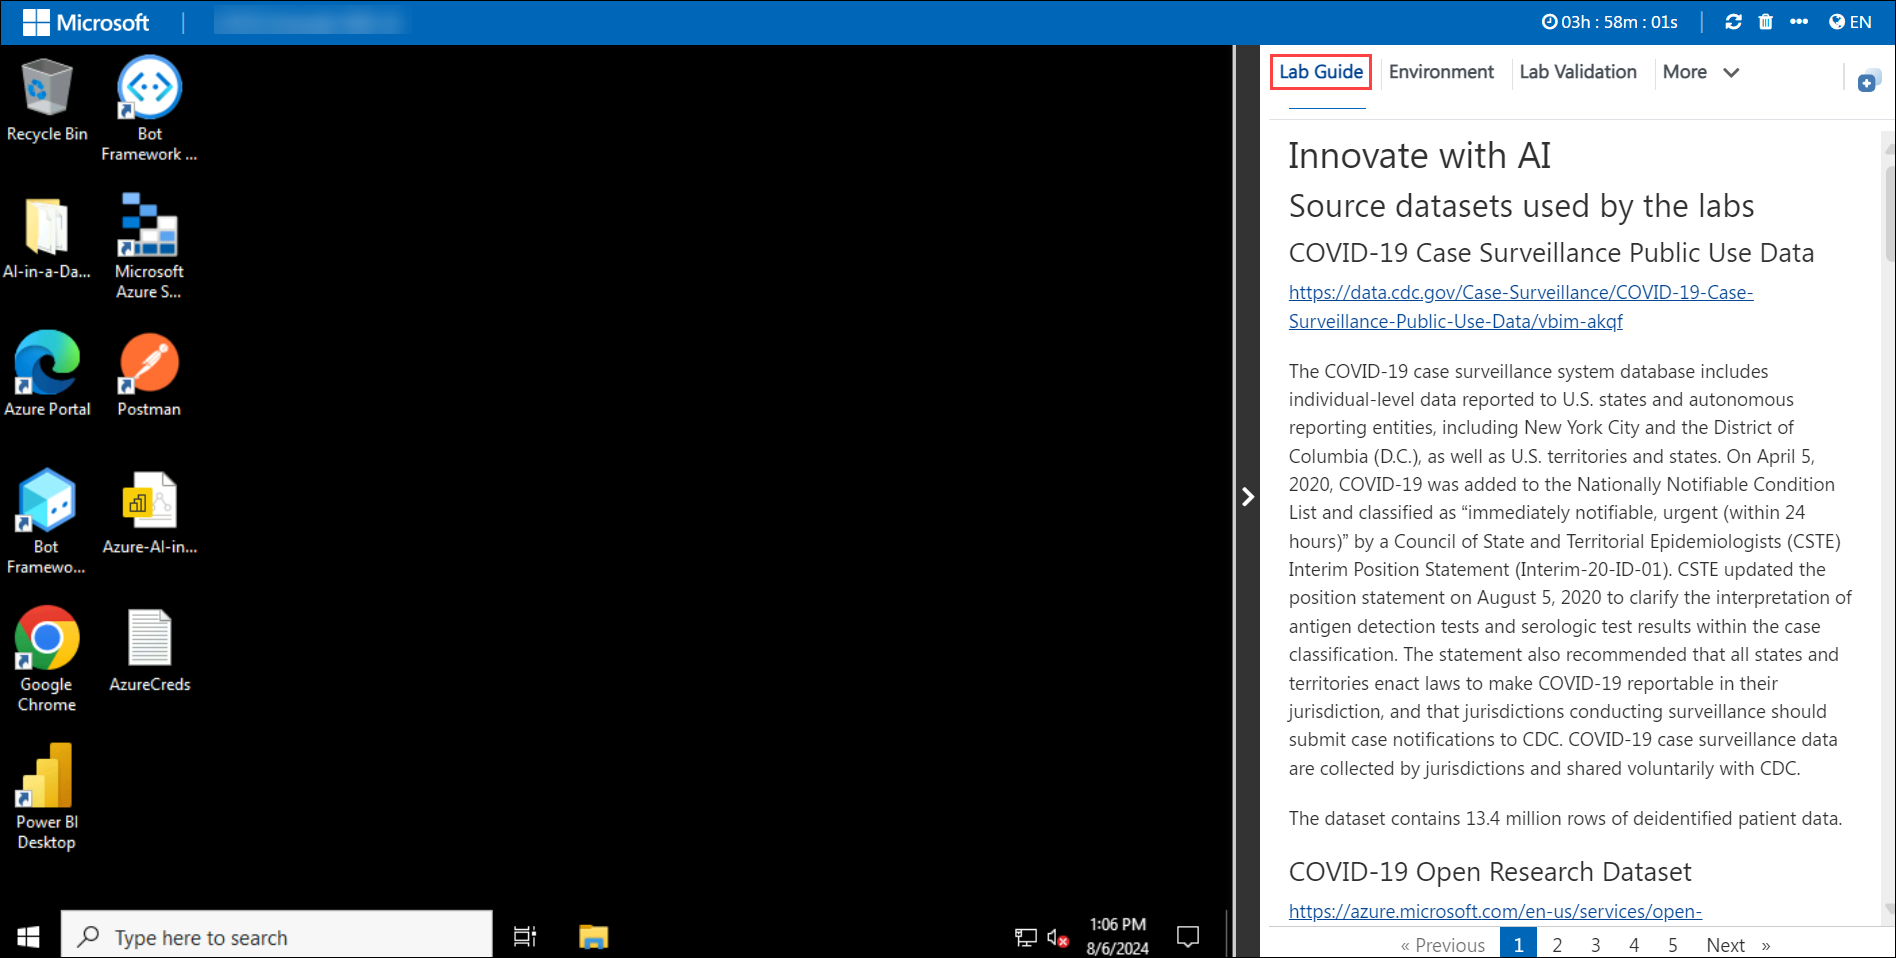 Microsoft
03h : 58m : 01s
EN
Recycle Bin
Bot
Framework ...
AI-in-a-Da...
Microsoft
Azure S...
Azure Portal
Postman
Bot
Framewo...
Azure-AI-in...
Google
Chrome
AzureCreds
Power BI
Desktop
Type here to search
1:06 PM
8/6/2024
Lab Guide
Environment
Lab Validation
More
Innovate with AI
Source datasets used by the labs
COVID-19 Case Surveillance Public Use Data
https://data.cdc.gov/Case-Surveillance/COVID-19-Case-
Surveillance-Public-Use-Data/vbim-akqf
The COVID-19 case surveillance system database includes
individual-level data reported to U.S. states and autonomous
reporting entities, including New York City and the District of
Columbia (D.C.), as well as U.S. territories and states. On April 5,
2020, COVID-19 was added to the Nationally Notifiable Condition
List and classified as “immediately notifiable, urgent (within 24
hours)” by a Council of State and Territorial Epidemiologists (CSTE)
Interim Position Statement (Interim-20-ID-01). CSTE updated the
position statement on August 5, 2020 to clarify the interpretation of
antigen detection tests and serologic test results within the case
classification. The statement also recommended that all states and
territories enact laws to make COVID-19 reportable in their
jurisdiction, and that jurisdictions conducting surveillance should
submit case notifications to CDC. COVID-19 case surveillance data
are collected by jurisdictions and shared voluntarily with CDC.
The dataset contains 13.4 million rows of deidentified patient data.
COVID-19 Open Research Dataset
https://azure.microsoft.com/en-us/services/open-
« Previous 1 2 3 4 5 Next »